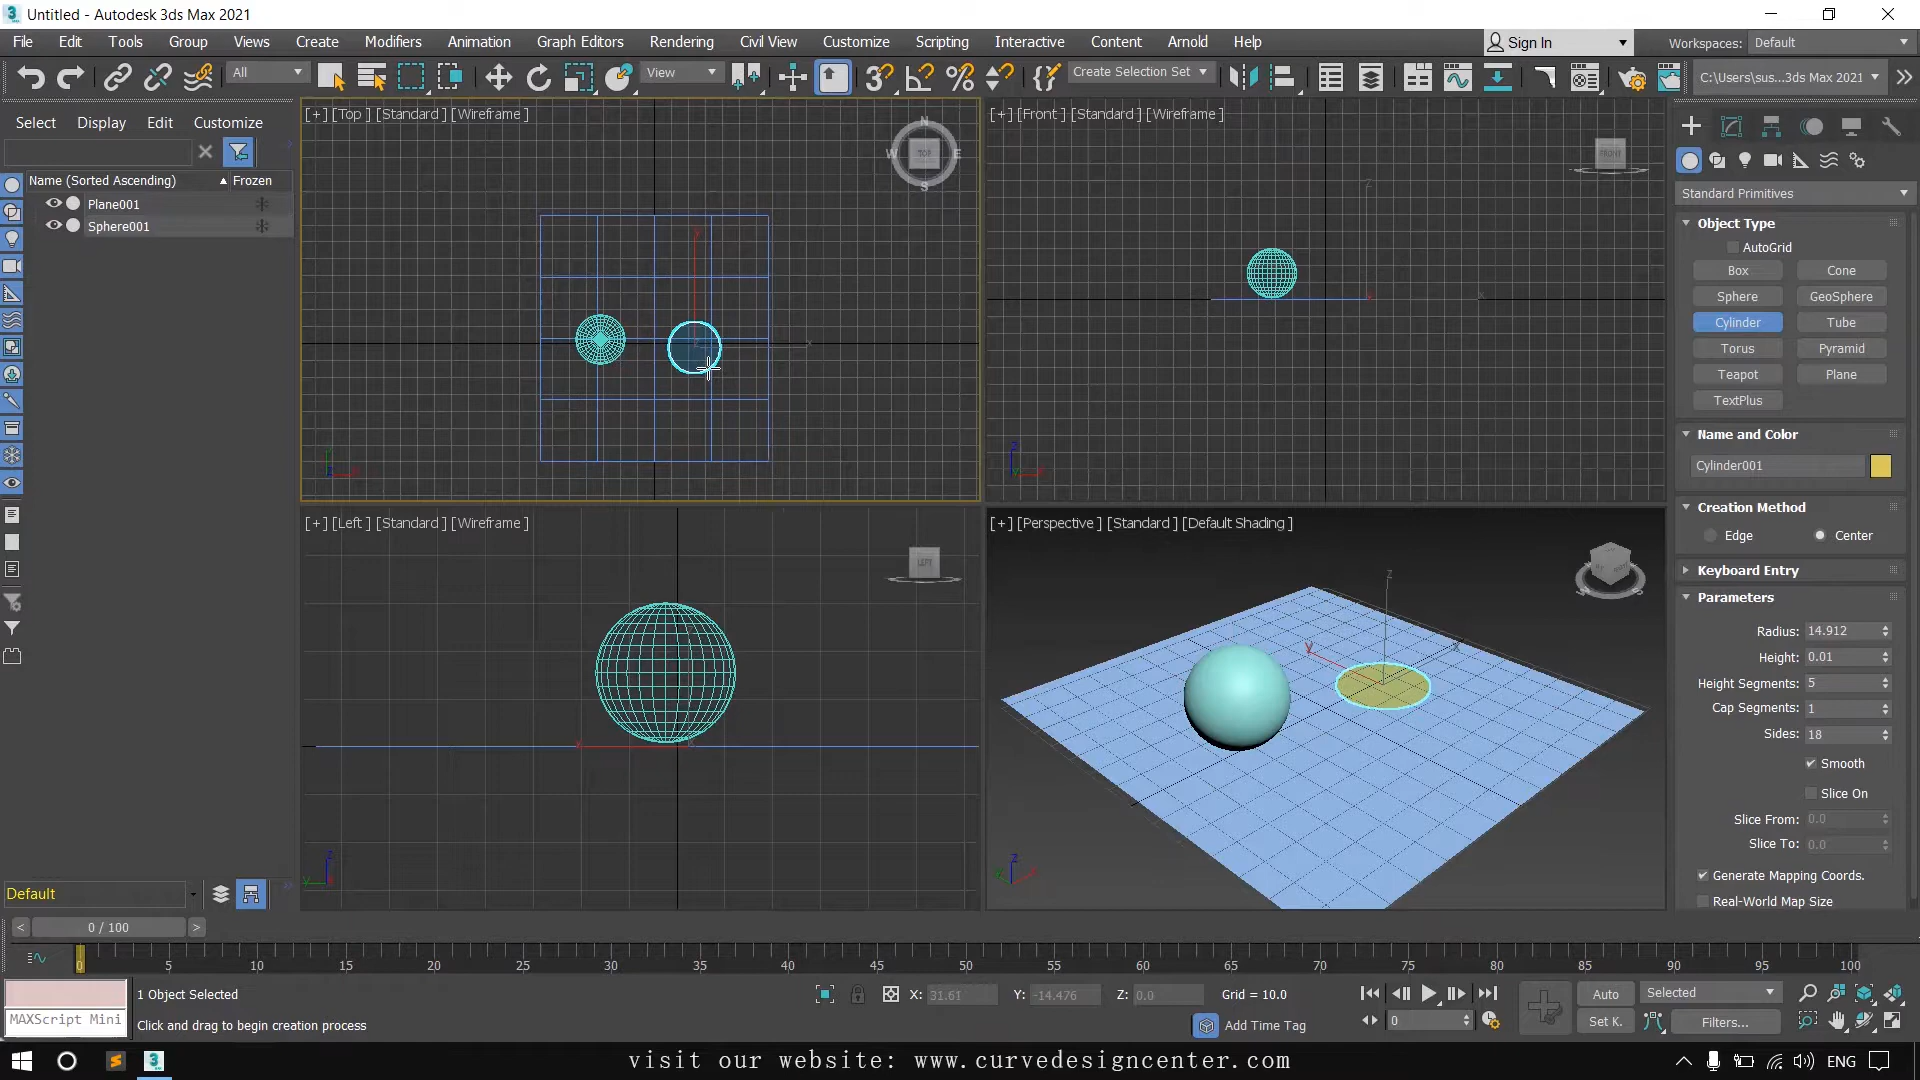 Untitled - Autodesk 3ds Max 2021
File Edit Tools Group Views Create Modifiers Animation Graph Editors Rendering Civil View Customize Scripting Interactive Content Arnold Help
Sign In
Workspaces: Default
All
View
Create Selection Set
C:\Users\sus...3ds Max 2021
Select Display Edit Customize
Name (Sorted Ascending) Frozen
Plane001
Sphere001
[+] [Top ] [Standard ] [Wireframe ]
N
W TOP E
S
[+] [Front ] [Standard ] [Wireframe ]
FRONT
[+] [Left ] [Standard ] [Wireframe ]
LEFT
[+] [Perspective ] [Standard ] [Default Shading ]
Standard Primitives
Object Type
AutoGrid
Box Cone
Sphere GeoSphere
Cylinder Tube
Torus Pyramid
Teapot Plane
TextPlus
Name and Color
Cylinder001
Creation Method
Edge Center
Keyboard Entry
Parameters
Radius: 14.912
Height: 0.01
Height Segments: 5
Cap Segments: 1
Sides: 18
Smooth
Slice On
Slice From: 0.0
Slice To: 0.0
Generate Mapping Coords.
Real-World Map Size
Default
< 0 / 100 >
0 5 10 15 20 25 30 35 40 45 50 55 60 65 70 75 80 85 90 95 100
1 Object Selected
X: 31.61 Y: -14.476 Z: 0.0 Grid = 10.0
Auto Selected
MAXScript Mini
Click and drag to begin creation process
Add Time Tag
0
Set K. Filters...
visit our website: www.curvedesigncenter.com
ENG